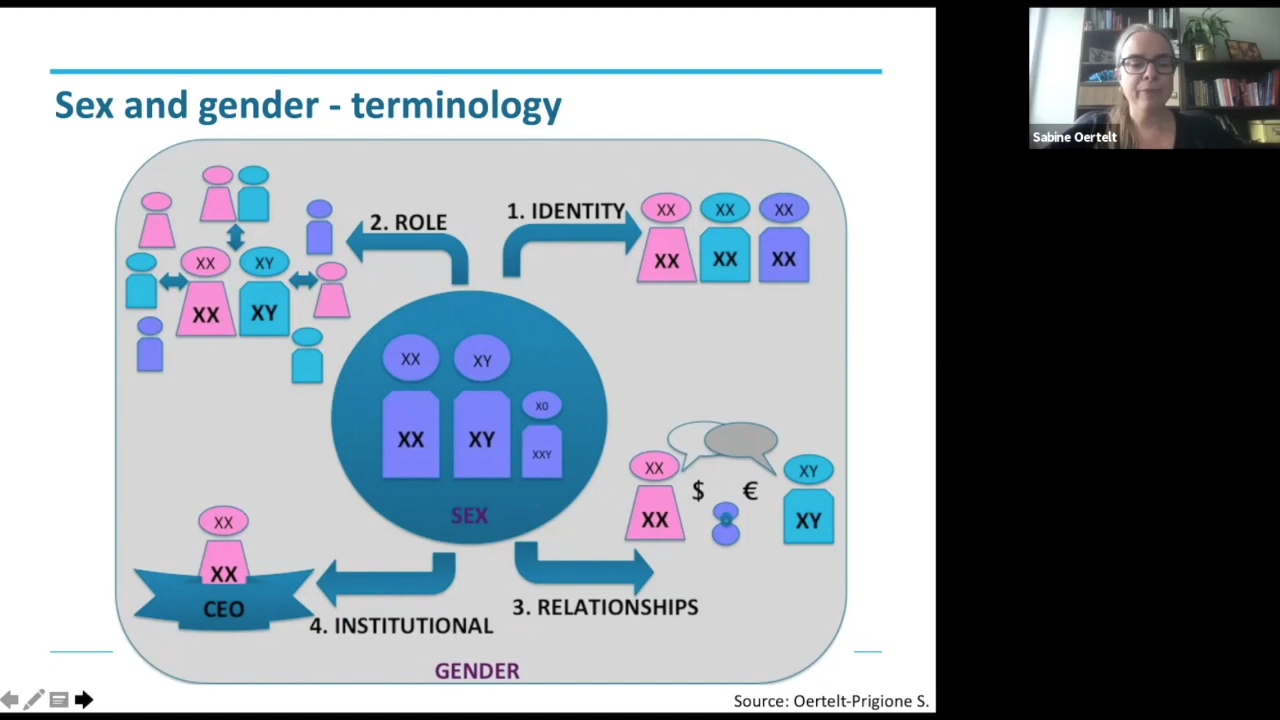 Sex and gender - terminology
Sabine Oertelt
2. ROLE
1. IDENTITY
XX
XX
XX
XX
XX
XX
XX
XY
XX
XY
XX
XY
XO
XX
XY
XXY
SEX
XX
XY
$
€
XX
XY
XX
XX
CEO
3. RELATIONSHIPS
4. INSTITUTIONAL
GENDER
Source: Oertelt-Prigione S.